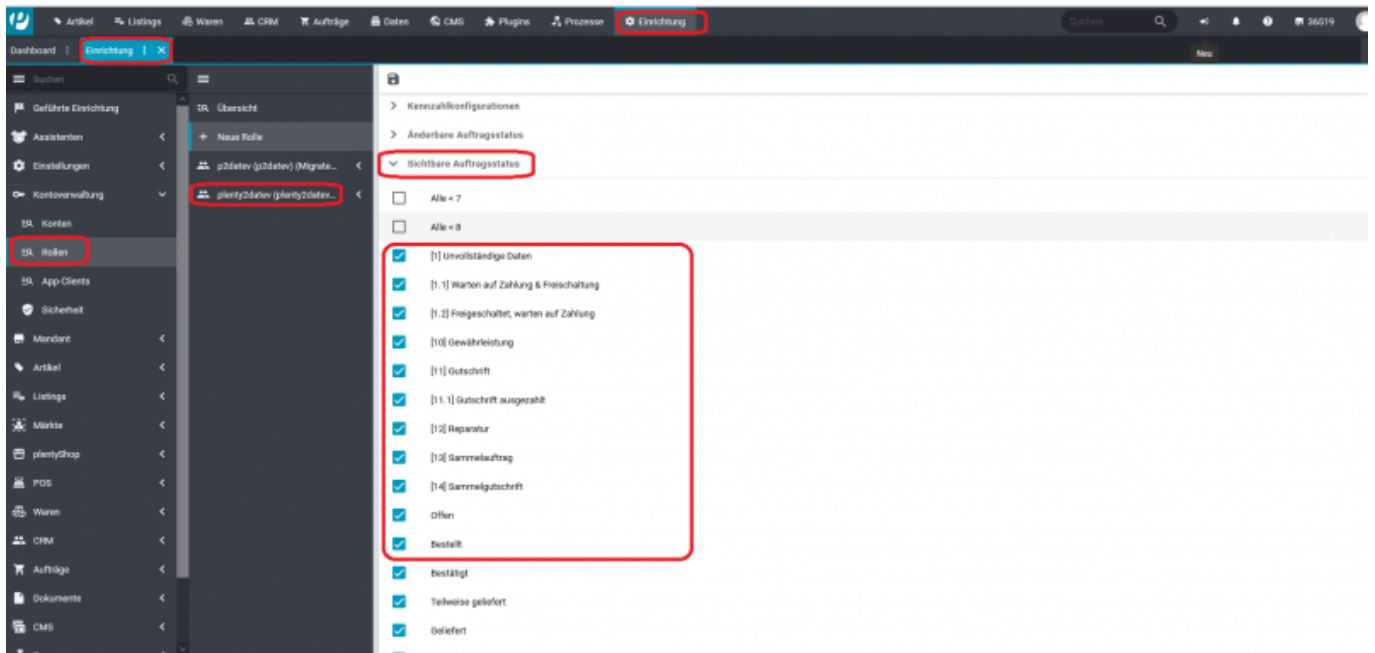 Artikel Listings Waren CRM Aufträge Daten CMS Plugins Prozesse Einrichtung Suchen 36519
Dashboard Einrichtung Neu
Suchen
Geführte Einrichtung
Assistenten
Einstellungen
Kontoverwaltung
Konten
Rollen
App-Clients
Sicherheit
Mandant
Artikel
Listings
Märkte
plentyShop
POS
Waren
CRM
Aufträge
Dokumente
CMS
Übersicht
+ Neue Rolle
p2datev (p2datev) (Migrate...
plenty2datev (plenty2datev...
Kennzahlkonfigurationen
Änderbare Auftragsstatus
Sichtbare Auftragsstatus
Alle < 7
Alle < 8
[1] Unvollständige Daten
[1.1] Warten auf Zahlung & Freischaltung
[1.2] Freigeschaltet, warten auf Zahlung
[10] Gewährleistung
[11] Gutschrift
[11.1] Gutschrift ausgezahlt
[12] Reparatur
[13] Sammelauftrag
[14] Sammelgutschrift
Offen
Bestellt
Bestätigt
Teilweise geliefert
Geliefert